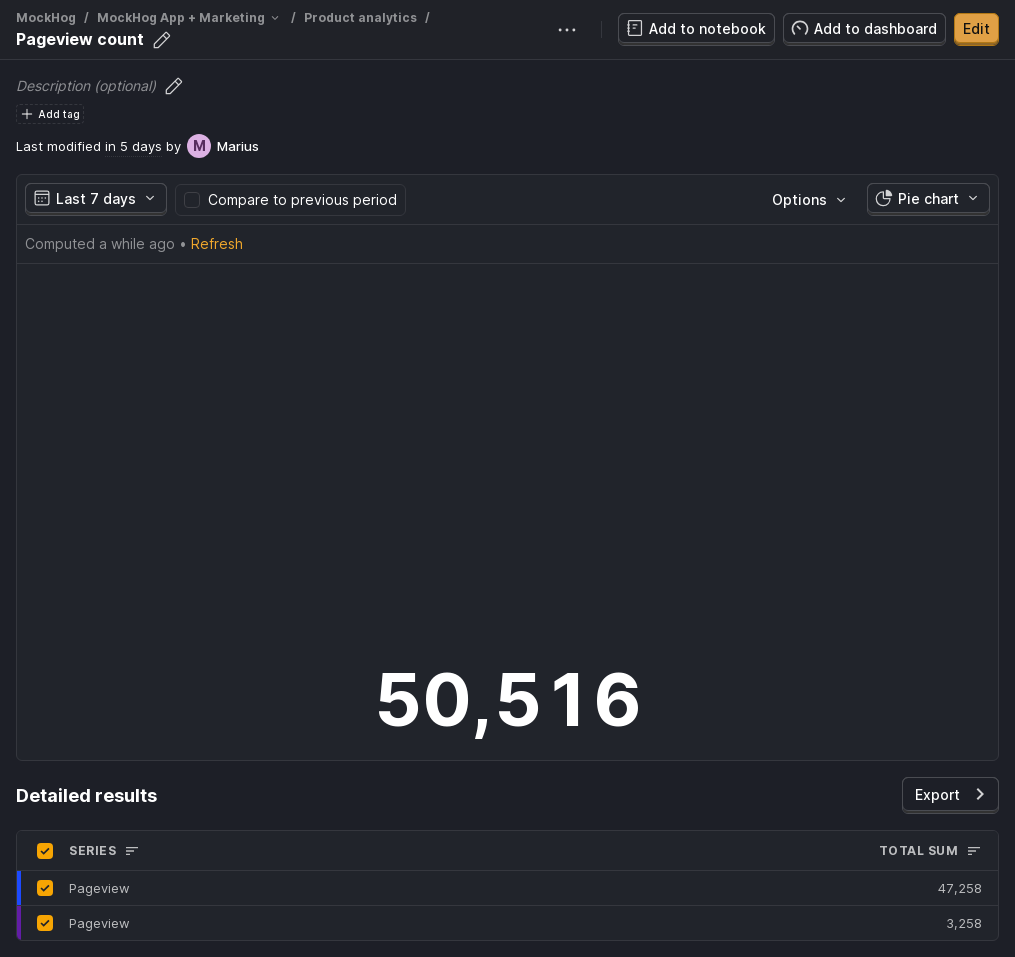 MockHog / MockHog App + Marketing / Product analytics /
Pageview count
Add to notebook
Add to dashboard
Edit
Description (optional)
Add tag
Last modified in 5 days by M Marius
Last 7 days
Compare to previous period
Options
Pie chart
Computed a while ago • Refresh
50,516
Detailed results
Export
SERIES TOTAL SUM
Pageview 47,258
Pageview 3,258